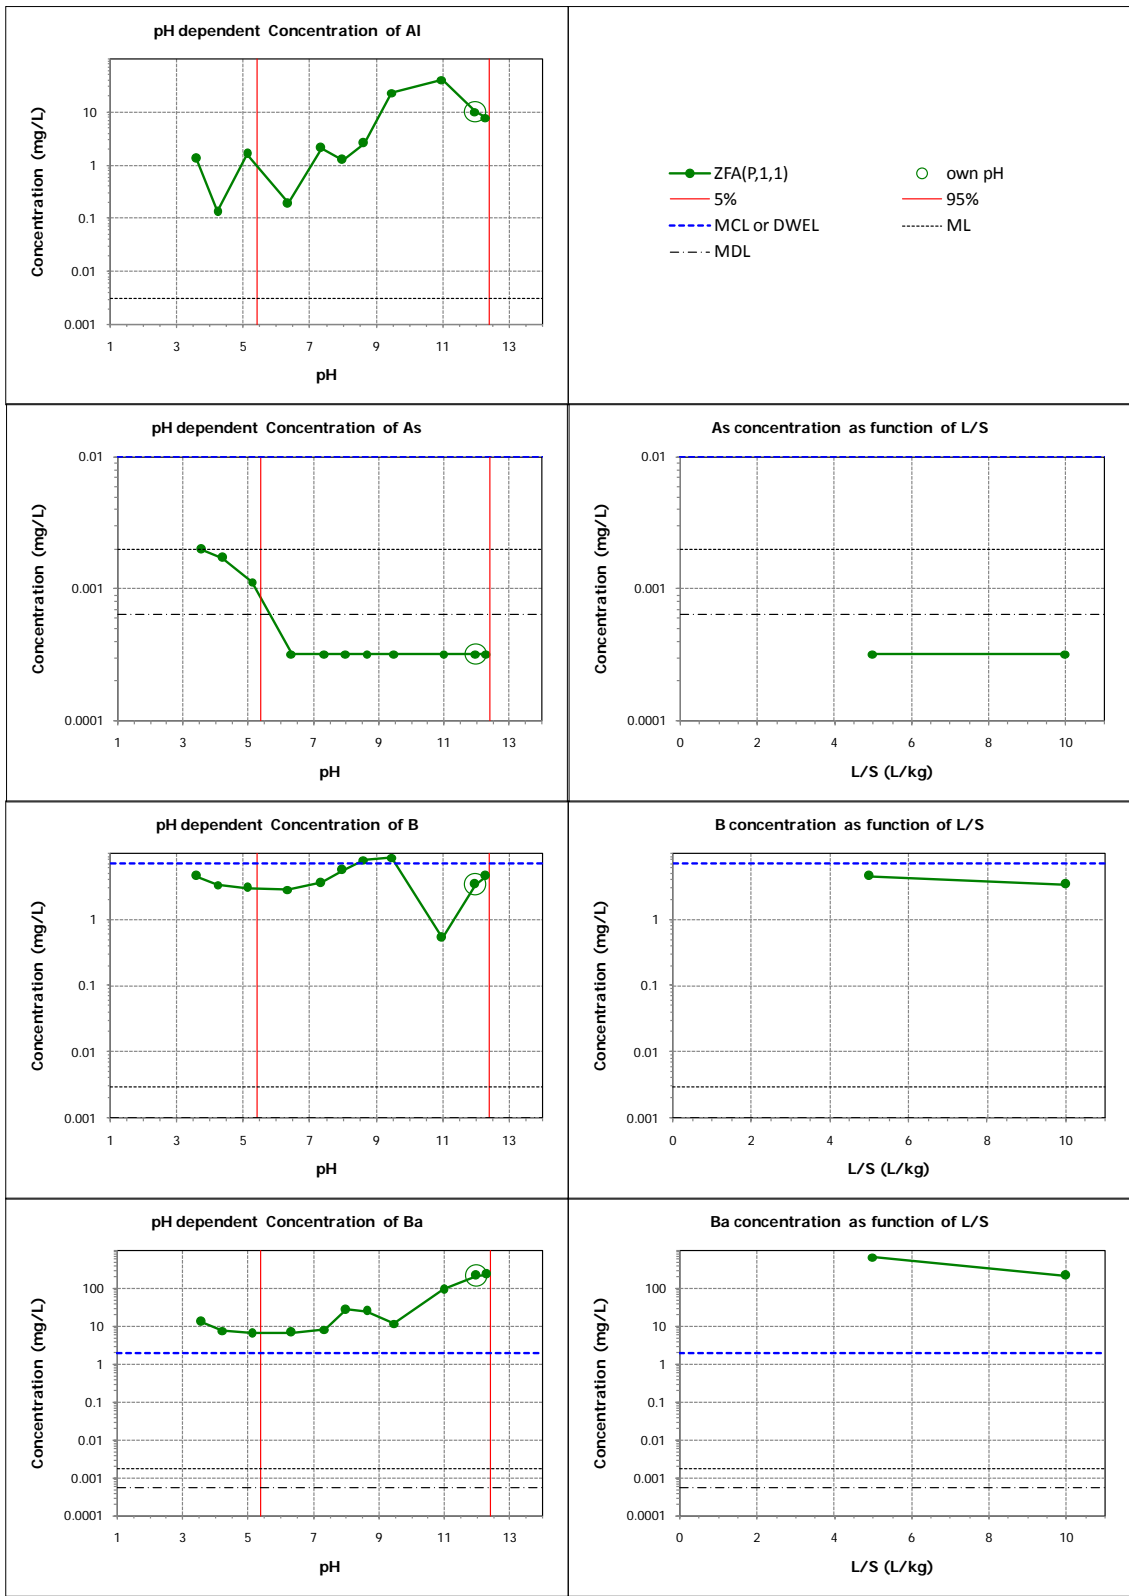 pH dependent Concentration of Al
Concentration (mg/L)
10
1
0.1
0.01
0.001
1 3 5 7 9 11 13
pH
ZFA(P,1,1) own pH
5% 95%
MCL or DWEL ML
MDL
pH dependent Concentration of As
Concentration (mg/L)
0.01
0.001
0.0001
1 3 5 7 9 11 13
pH
As concentration as function of L/S
Concentration (mg/L)
0.01
0.001
0.0001
0 2 4 6 8 10
L/S (L/kg)
pH dependent Concentration of B
Concentration (mg/L)
1
0.1
0.01
0.001
1 3 5 7 9 11 13
pH
B concentration as function of L/S
Concentration (mg/L)
1
0.1
0.01
0.001
0 2 4 6 8 10
L/S (L/kg)
pH dependent Concentration of Ba
Concentration (mg/L)
100
10
1
0.1
0.01
0.001
0.0001
1 3 5 7 9 11 13
pH
Ba concentration as function of L/S
Concentration (mg/L)
100
10
1
0.1
0.01
0.001
0.0001
0 2 4 6 8 10
L/S (L/kg)